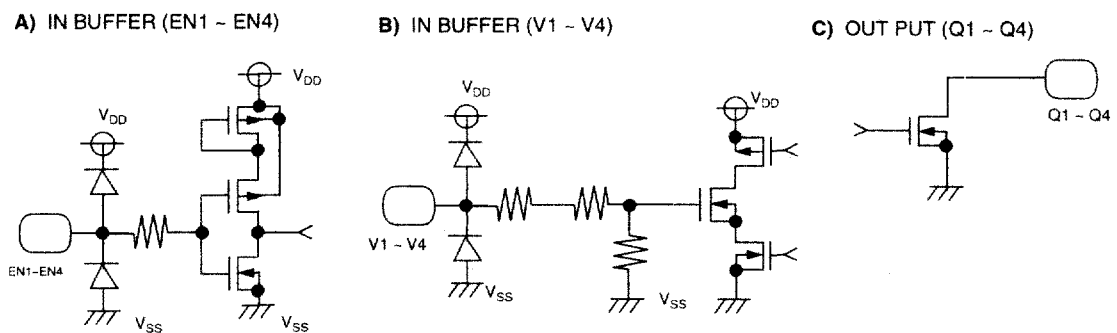 A) IN BUFFER (EN1 ~ EN4)
VDD
VDD
EN1~EN4
VSS
VSS
B) IN BUFFER (V1 ~ V4)
VDD
VDD
V1 ~ V4
VSS
VSS
C) OUT PUT (Q1 ~ Q4)
Q1 ~ Q4